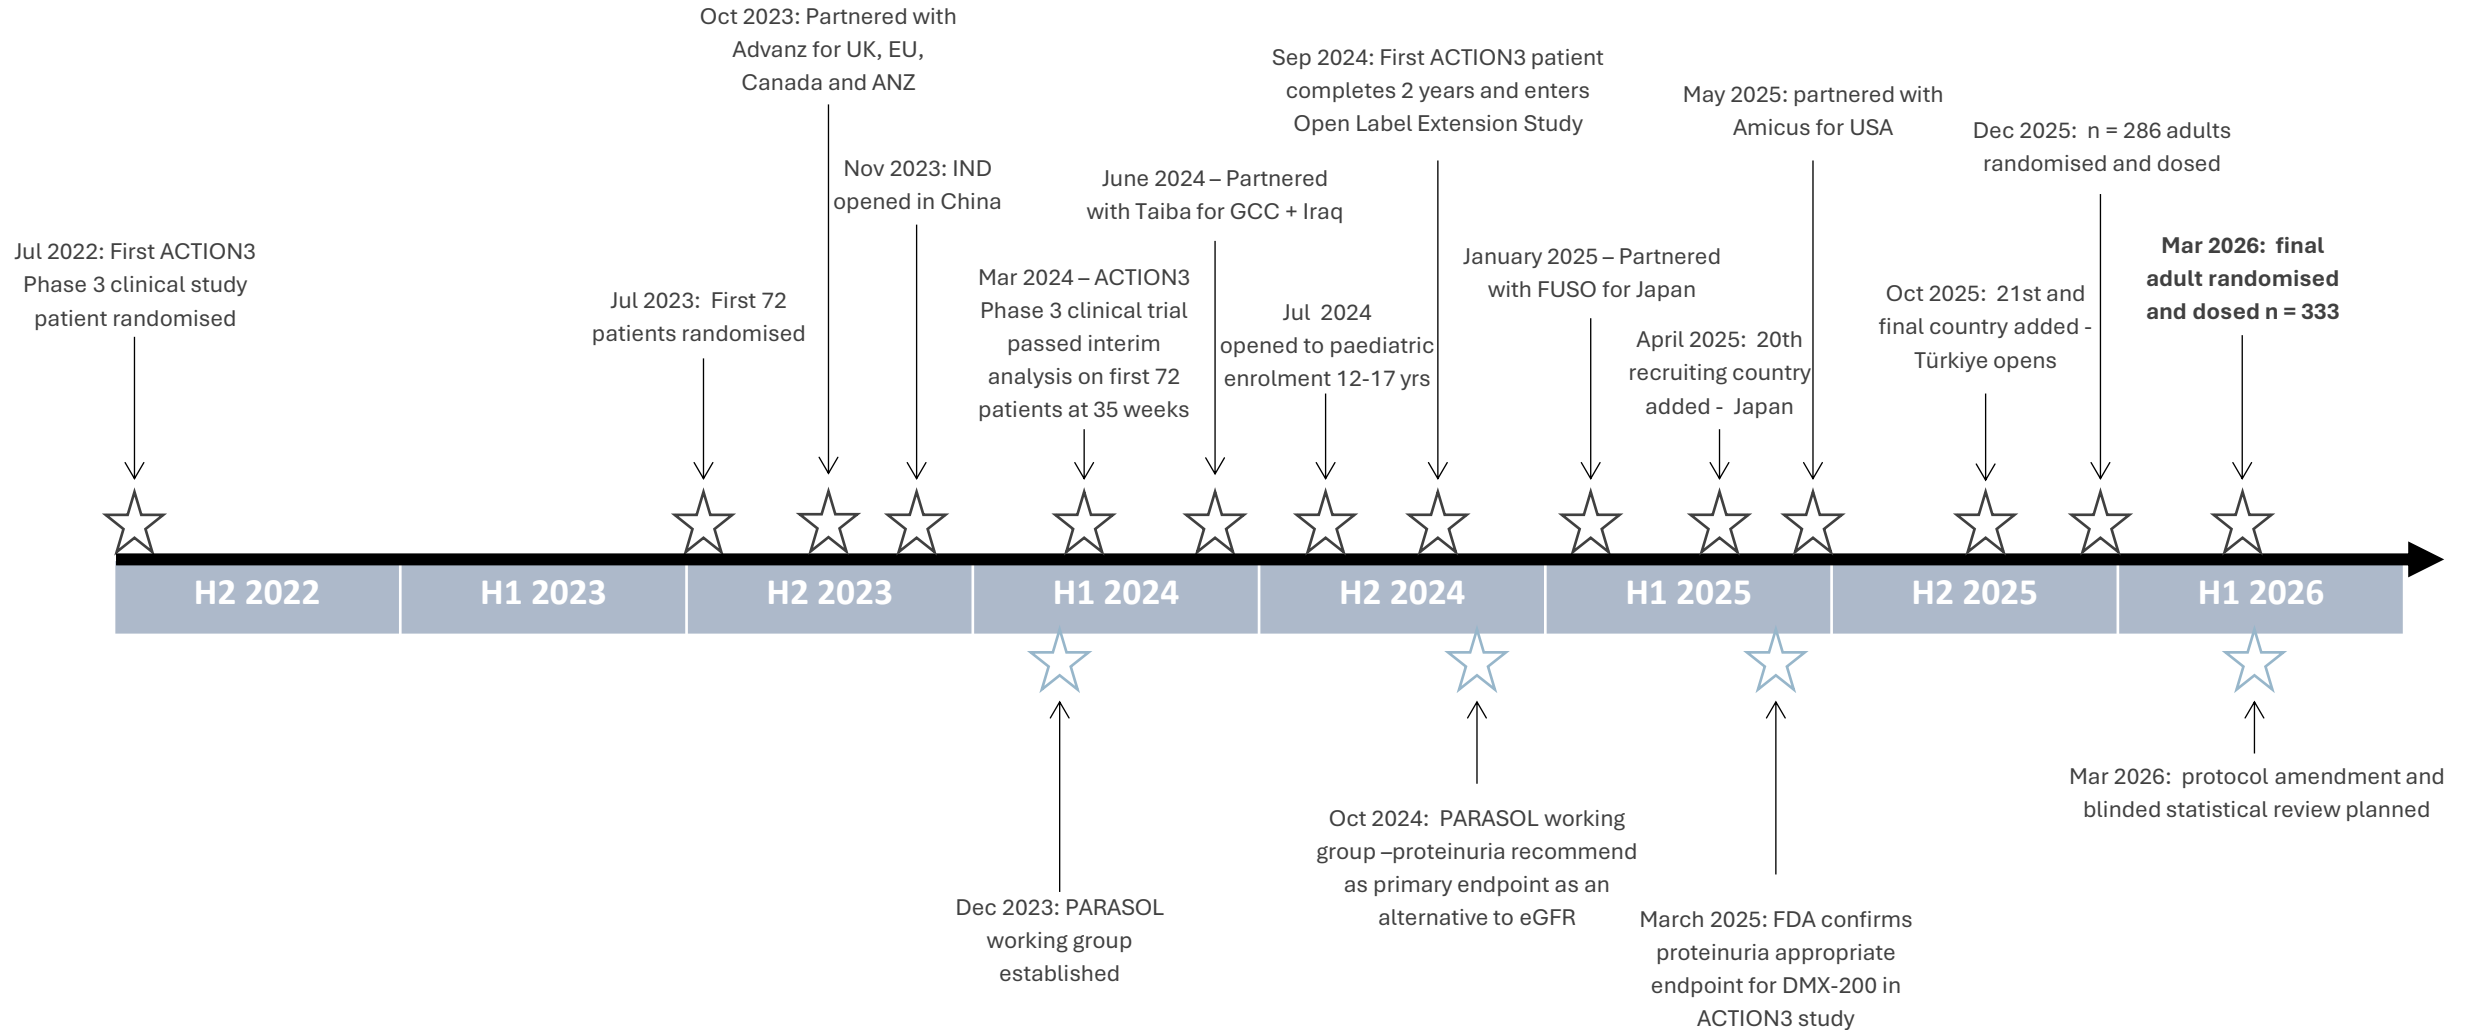 Oct 2023: Partnered with
Advanz for UK, EU,
Canada and ANZ
Sep 2024: First ACTION3 patient
completes 2 years and enters
Open Label Extension Study
May 2025: partnered with
Amicus for USA
Dec 2025:  n = 286 adults
randomised and dosed
Nov 2023: IND
opened in China
June 2024 – Partnered
with Taiba for GCC + Iraq
Jul 2022: First ACTION3
Phase 3 clinical study
patient randomised
Jul 2023:  First 72
patients randomised
Mar 2024 – ACTION3
Phase 3 clinical trial
passed interim
analysis on first 72
patients at 35 weeks
Jul  2024
opened to paediatric
enrolment 12-17 yrs
January 2025 – Partnered
with FUSO for Japan
April 2025:  20th
recruiting country
added -  Japan
Oct 2025:  21st and
final country added -
Türkiye opens
Mar 2026:  final
adult randomised
and dosed n = 333
H2 2022
H1 2023
H2 2023
H1 2024
H2 2024
H1 2025
H2 2025
H1 2026
Dec 2023: PARASOL
working group
established
Oct 2024:  PARASOL working
group –proteinuria recommend
as primary endpoint as an
alternative to eGFR
March 2025: FDA confirms
proteinuria appropriate
endpoint for DMX-200 in
ACTION3 study
Mar 2026:  protocol amendment and
blinded statistical review planned